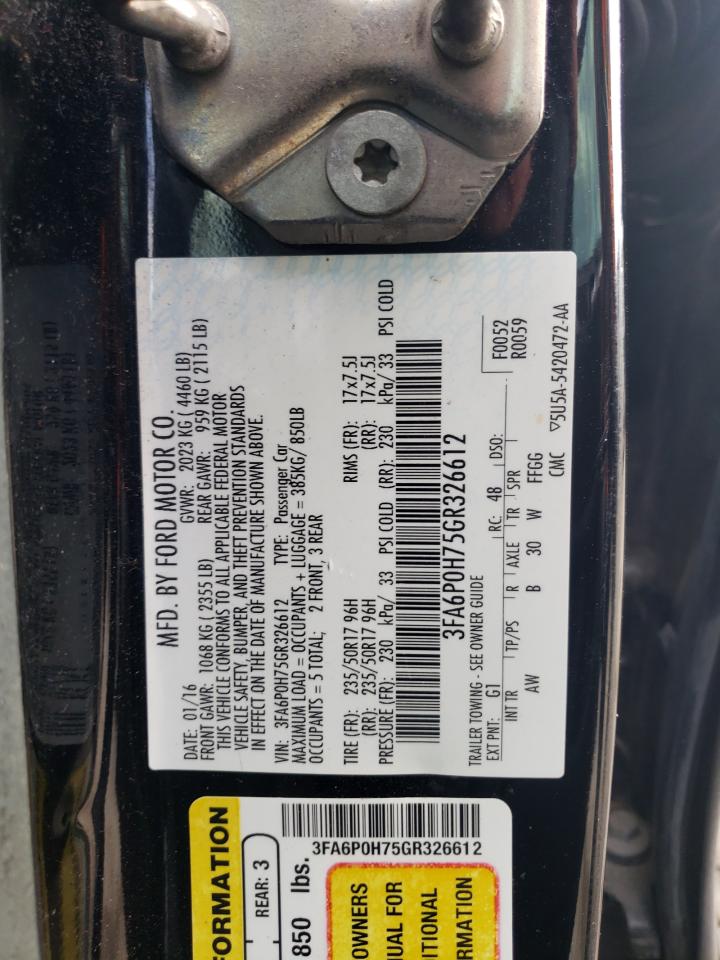 MFD. BY FORD MOTOR CO.
DATE: 01/16 GVWR: 2023 KG ( 4460 LB)
FRONT GAWR: 1068 KG ( 2355 LB) REAR GAWR: 959 KG ( 2115 LB)
THIS VEHICLE CONFORMS TO ALL APPLICABLE FEDERAL MOTOR
VEHICLE SAFETY, BUMPER, AND THEFT PREVENTION STANDARDS
IN EFFECT ON THE DATE OF MANUFACTURE SHOWN ABOVE.
VIN: 3FA6P0H75GR326612 TYPE: Passenger Car
MAXIMUM LOAD = OCCUPANTS + LUGGAGE = 385KG/ 850LB
OCCUPANTS = 5 TOTAL; 2 FRONT, 3 REAR
TIRE (FR): 235/50R17 96H RIMS (FR): 17x7.5J
(RR): 235/50R17 96H (RR): 17x7.5J
PRESSURE (FR): 230 kPa/ 33 PSI COLD (RR): 230 kPa/ 33 PSI COLD
3FA6P0H75GR326612
TRAILER TOWING - SEE OWNER GUIDE
F0052
R0059
EXT PNT: G1 RC: 48 DSO:
INT TR TP/PS R AXLE TR SPR
AW B 30 W FFGG
CMC ▽5U5A-5420472-AA
3FA6P0H75GR326612
FORMATION
REAR: 3
850 lbs.
OWNERS
UAL FOR
ITIONAL
RMATION